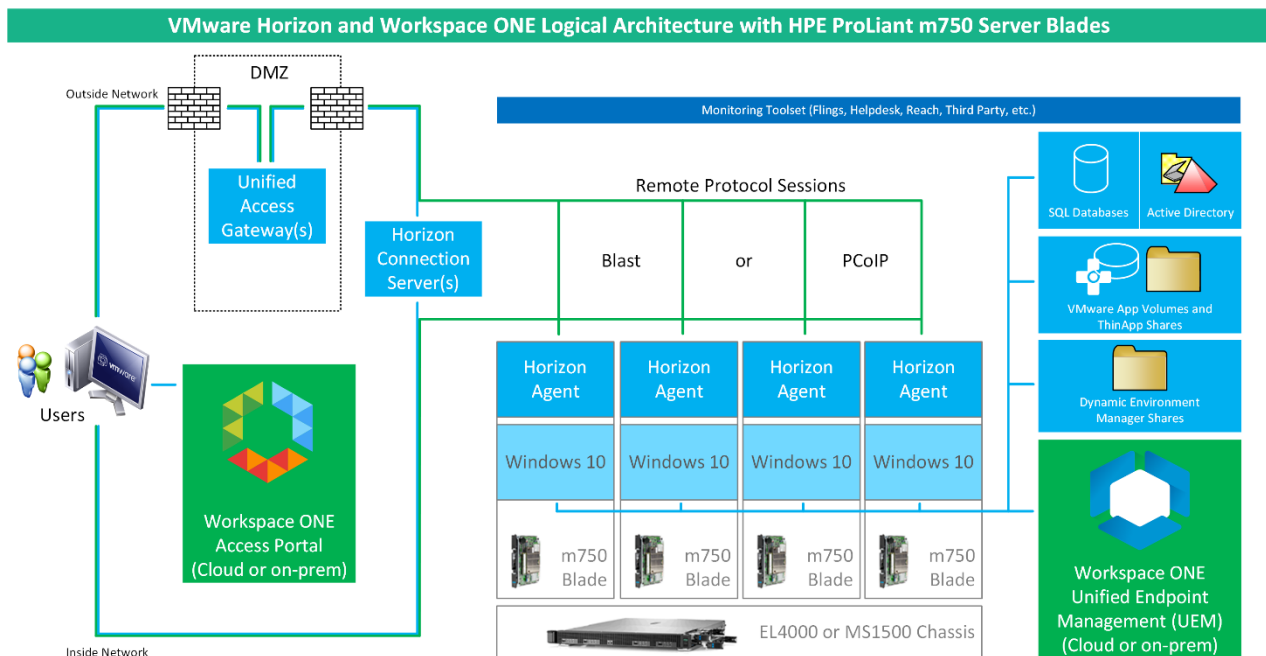 VMware Horizon and Workspace ONE Logical Architecture with HPE ProLiant m750 Server Blades
DMZ
Outside Network
Monitoring Toolset (Flings, Helpdesk, Reach, Third Party, etc.)
Unified
Access
Gateway(s)
Horizon
Connection
Server(s)
Remote Protocol Sessions
Blast
or
PCoIP
SQL Databases
Active Directory
VMware App Volumes and
ThinApp Shares
Dynamic Environment
Manager Shares
vmware
Users
Workspace ONE
Access Portal
(Cloud or on-prem)
Horizon
Agent
Horizon
Agent
Horizon
Agent
Horizon
Agent
Windows 10
Windows 10
Windows 10
Windows 10
m750
Blade
m750
Blade
m750
Blade
m750
Blade
EL4000 or MS1500 Chassis
Workspace ONE
Unified Endpoint
Management (UEM)
(Cloud or on-prem)
Inside Network